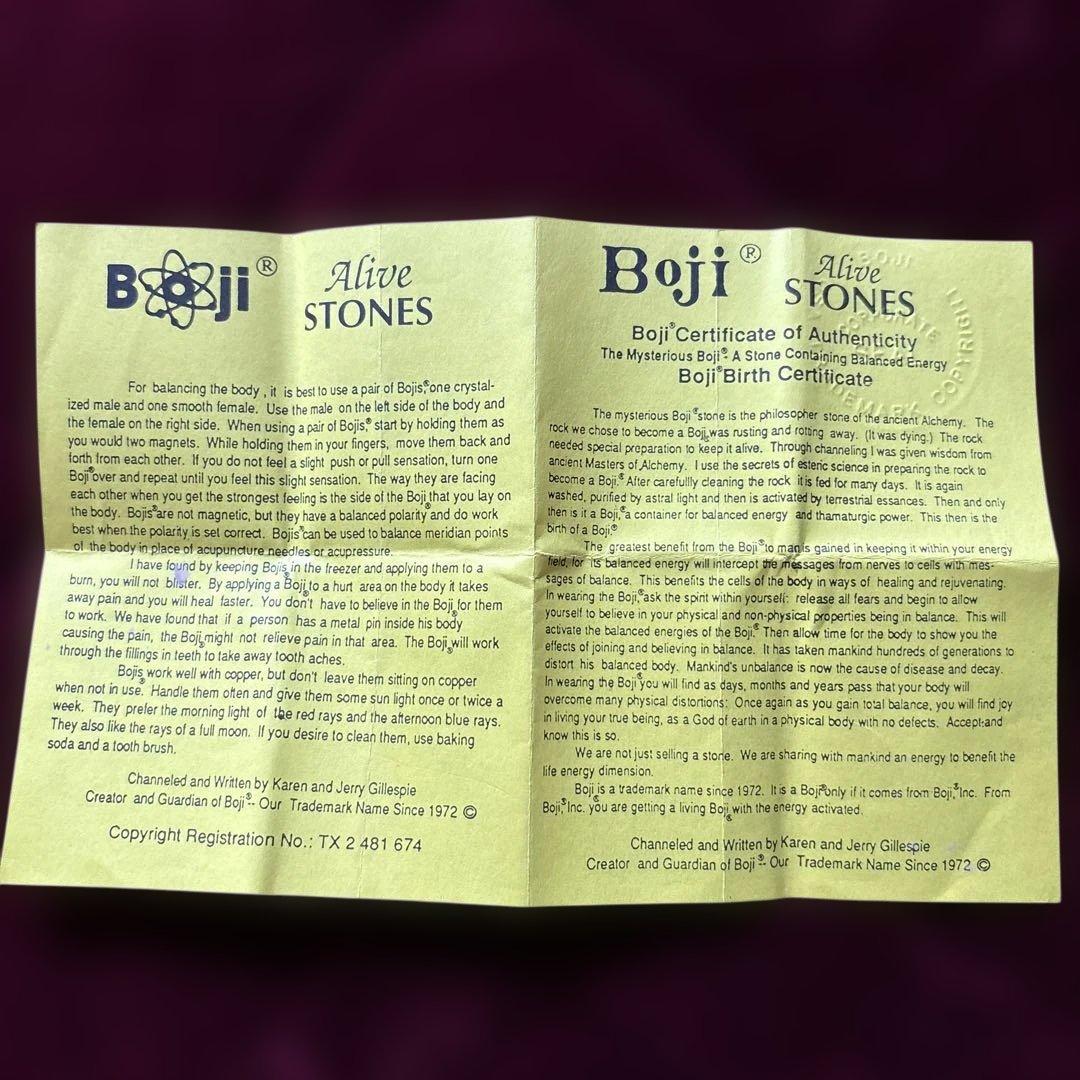 Boji® Alive
STONES
For balancing the body , it is best to use a pair of Bojis,® one crystal-
ized male and one smooth female. Use the male on the left side of the body and
the female on the right side. When using a pair of Bojis,® start by holding them as
you would two magnets. While holding them in your fingers, move them back and
forth from each other. If you do not feel a slight push or pull sensation, turn one
Boji® over and repeat until you feel this slight sensation. The way they are facing
each other when you get the strongest feeling is the side of the Boji® that you lay on
the body. Bojis® are not magnetic, but they have a balanced polarity and do work
best when the polarity is set correct. Bojis® can be used to balance meridian points
of the body in place of acupuncture needles or acupressure.
I have found by keeping Bojis® in the freezer and applying them to a
burn, you will not blister. By applying a Boji® to a hurt area on the body it takes
away pain and you will heal faster. You don't have to believe in the Boji® for them
to work. We have found that if a person has a metal pin inside his body
causing the pain, the Boji® might not relieve pain in that area. The Boji® will work
through the fillings in teeth to take away tooth aches.
Bojis® work well with copper, but don't leave them sitting on copper
when not in use. Handle them often and give them some sun light once or twice a
week. They prefer the morning light of the red rays and the afternoon blue rays.
They also like the rays of a full moon. If you desire to clean them, use baking
soda and a tooth brush.
Channeled and Written by Karen and Jerry Gillespie
Creator and Guardian of Boji®- Our Trademark Name Since 1972 ©
Copyright Registration No.: TX 2 481 674
Boji® Alive
STONES
Boji® Certificate of Authenticity
The Mysterious Boji®- A Stone Containing Balanced Energy
Boji® Birth Certificate
The mysterious Boji® stone is the philosopher stone of the ancient Alchemy. The
rock we chose to become a Boji® was rusting and rotting away. (It was dying.) The rock
needed special preparation to keep it alive. Through channeling I was given wisdom from
ancient Masters of Alchemy. I use the secrets of esteric science in preparing the rock to
become a Boji.® After carefullly cleaning the rock it is fed for many days. It is again
washed, purified by astral light and then is activated by terrestial essances. Then and only
then is it a Boji,® a container for balanced energy and thamaturgic power. This then is the
birth of a Boji.®
The greatest benefit from the Boji® to man is gained in keeping it within your energy
field, for its balanced energy will intercept the messages from nerves to cells with mes-
sages of balance. This benefits the cells of the body in ways of healing and rejuvenating.
In wearing the Boji,® ask the spirit within yourself: release all fears and begin to allow
yourself to believe in your physical and non-physical properties being in balance. This will
activate the balanced energies of the Boji.® Then allow time for the body to show you the
effects of joining and believing in balance. It has taken mankind hundreds of generations to
distort his balanced body. Mankind's unbalance is now the cause of disease and decay.
In wearing the Boji® you will find as days, months and years pass that your body will
overcome many physical distortions: Once again as you gain total balance, you will find joy
in living your true being, as a God of earth in a physical body with no defects. Accept and
know this is so.
We are not just selling a stone. We are sharing with mankind an energy to benefit the
life energy dimension.
Boji® is a trademark name since 1972. It is a Boji® only if it comes from Boji,® Inc. From
Boji,® Inc. you are getting a living Boji® with the energy activated.
Channeled and Written by Karen and Jerry Gillespie
Creator and Guardian of Boji®- Our Trademark Name Since 1972 ©